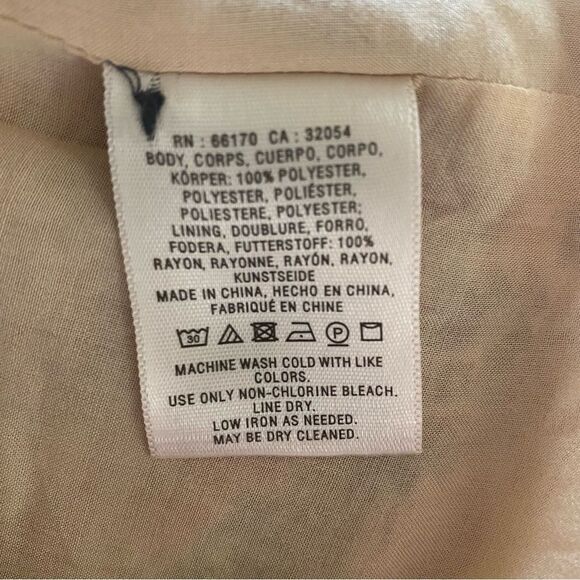 RN : 66170 CA : 32054
BODY, CORPS, CUERPO, CORPO,
KÖRPER: 100% POLYESTER,
POLYESTER, POLIÉSTER,
POLIESTERE, POLYESTER;
LINING, DOUBLURE, FORRO,
FODERA, FUTTERSTOFF: 100%
RAYON, RAYONNE, RAYÓN, RAYON,
KUNSTSEIDE
MADE IN CHINA, HECHO EN CHINA,
FABRIQUÉ EN CHINE
30 P
MACHINE WASH COLD WITH LIKE
COLORS.
USE ONLY NON-CHLORINE BLEACH.
LINE DRY.
LOW IRON AS NEEDED.
MAY BE DRY CLEANED.